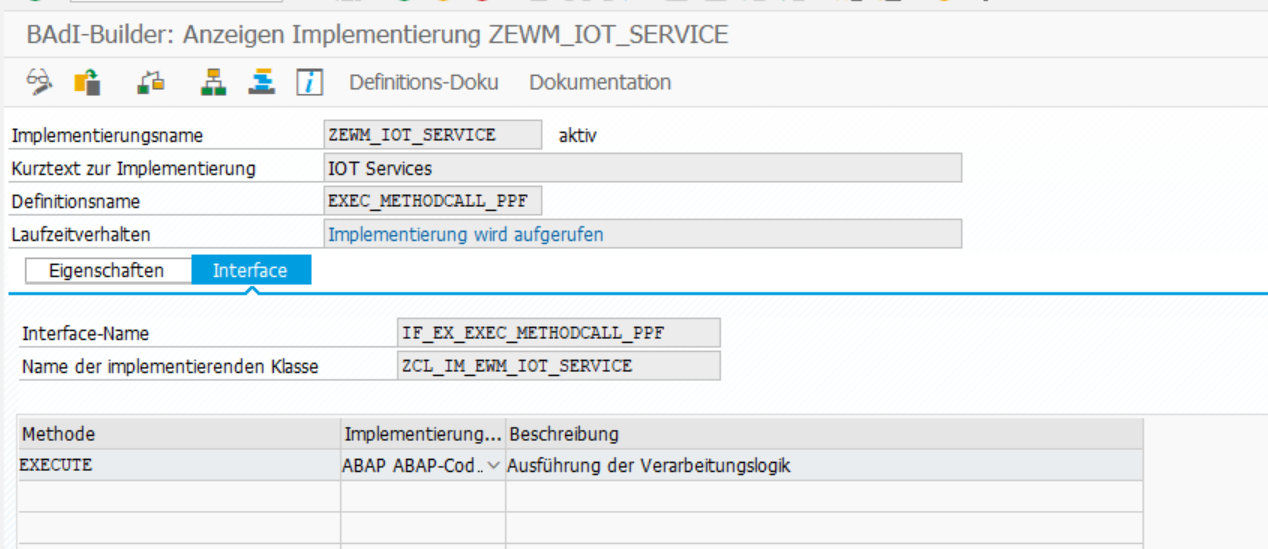 BAdI-Builder: Anzeigen Implementierung ZEWM_IOT_SERVICE
i Definitions-Doku Dokumentation
Implementierungsname ZEWM_IOT_SERVICE aktiv
Kurztext zur Implementierung IOT Services
Definitionsname EXEC_METHODCALL_PPF
Laufzeitverhalten Implementierung wird aufgerufen
Eigenschaften Interface
Interface-Name IF_EX_EXEC_METHODCALL_PPF
Name der implementierenden Klasse ZCL_IM_EWM_IOT_SERVICE
Methode Implementierung... Beschreibung
EXECUTE ABAP ABAP-Cod.. Ausführung der Verarbeitungslogik